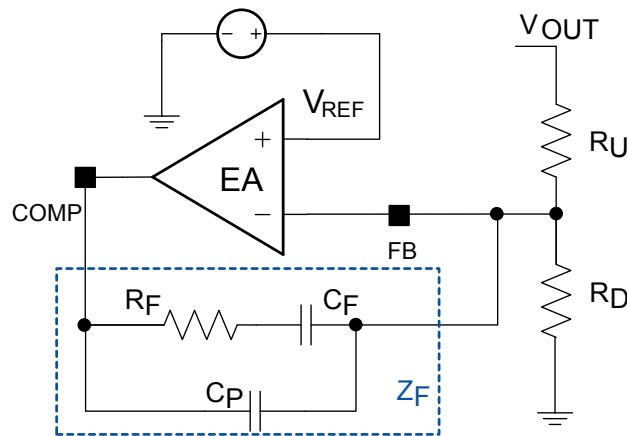 VOUT
− +
VREF
RU
+
EA
−
COMP
FB
RD
RF
CF
CP
ZF